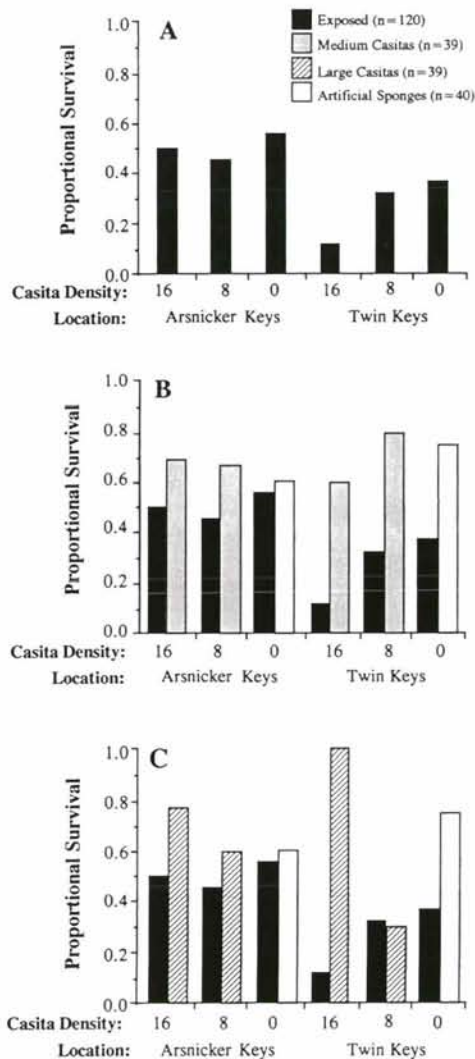 A
Exposed (n=120)
Medium Casitas (n=39)
Large Casitas (n=39)
Artificial Sponges (n=40)
Proportional Survival
1.0
0.8
0.6
0.4
0.2
0.0
Casita Density: 16 8 0 16 8 0
Location: Arsnicker Keys Twin Keys
B
Proportional Survival
1.0
0.8
0.6
0.4
0.2
0.0
Casita Density: 16 8 0 16 8 0
Location: Arsnicker Keys Twin Keys
C
Proportional Survival
1.0
0.8
0.6
0.4
0.2
0.0
Casita Density: 16 8 0 16 8 0
Location: Arsnicker Keys Twin Keys